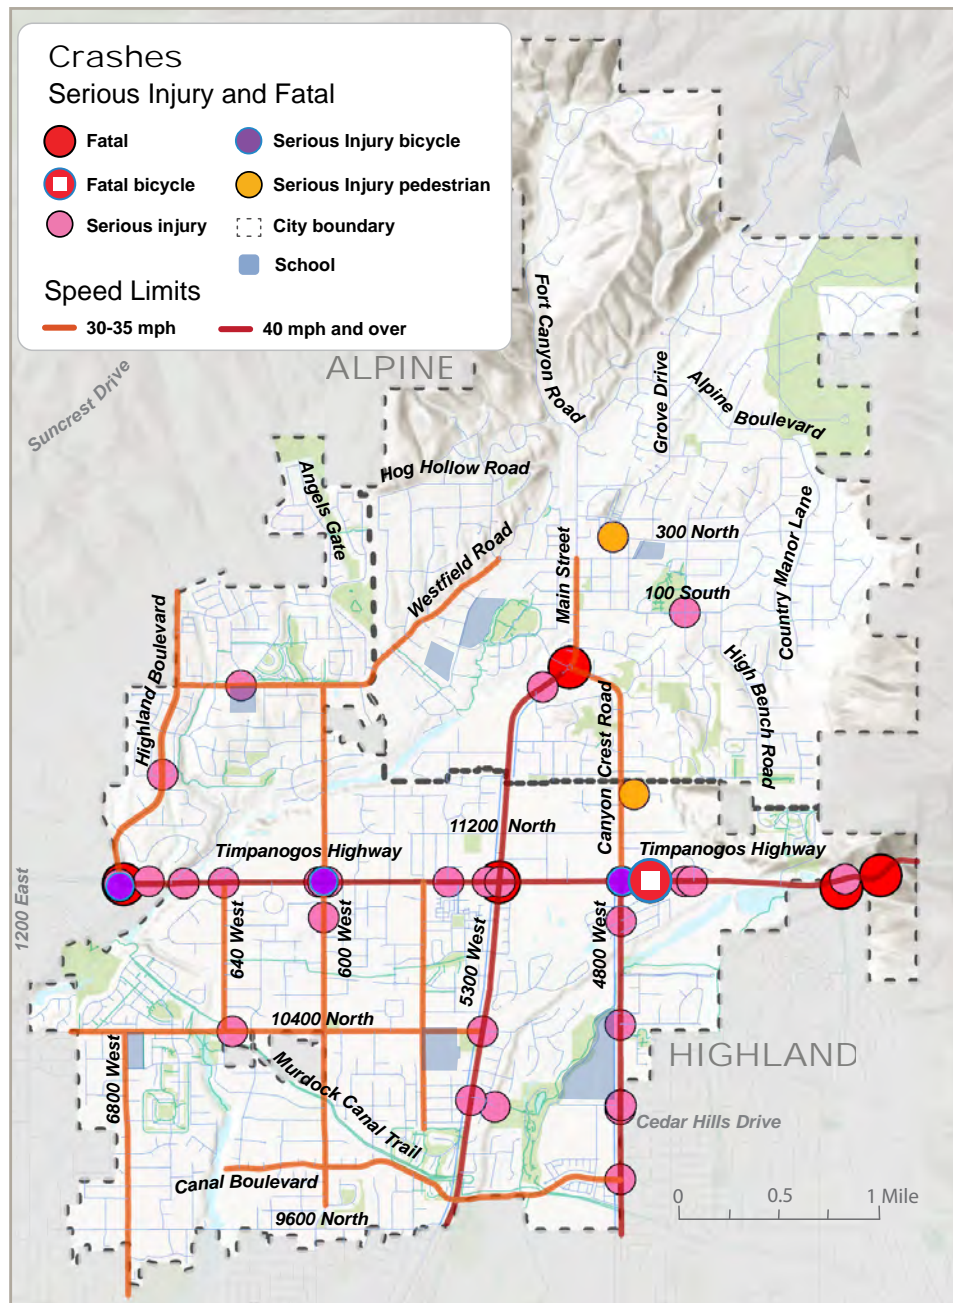 Crashes
Serious Injury and Fatal
Fatal
Serious Injury bicycle
Fatal bicycle
Serious Injury pedestrian
Serious injury
City boundary
School
Speed Limits
30-35 mph
40 mph and over
N
ALPINE
Suncrest Drive
Fort Canyon Road
Grove Drive
Alpine Boulevard
Hog Hollow Road
Angels Gate
300 North
Westfield Road
Main Street
100 South
Country Manor Lane
Highland Boulevard
High Bench Road
Canyon Crest Road
11200 North
Timpanogos Highway
Timpanogos Highway
1200 East
640 West
600 West
5300 West
4800 West
10400 North
HIGHLAND
6800 West
Murdock Canal Trail
Cedar Hills Drive
Canal Boulevard
9600 North
0 0.5 1 Mile